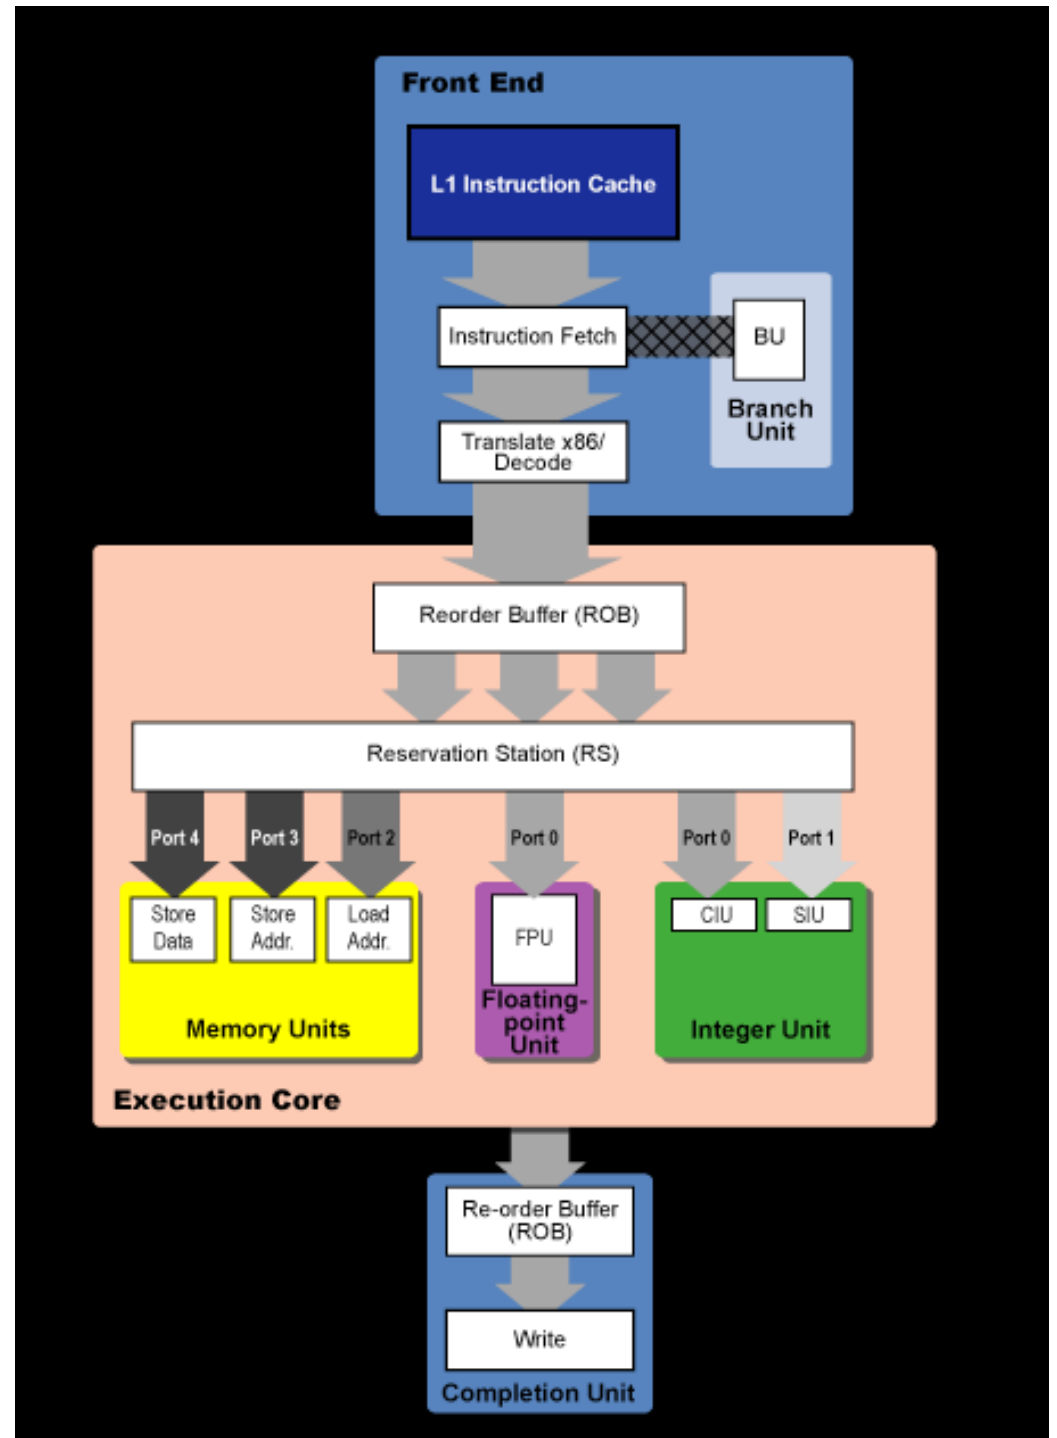 Front End
L1 Instruction Cache
Instruction Fetch
BU
Branch
Unit
Translate x86/
Decode
Reorder Buffer (ROB)
Reservation Station (RS)
Port 4
Port 3
Port 2
Port 0
Port 0
Port 1
Store
Data
Store
Addr.
Load
Addr.
FPU
CIU
SIU
Memory Units
Floating-
point
Unit
Integer Unit
Execution Core
Re-order Buffer
(ROB)
Write
Completion Unit